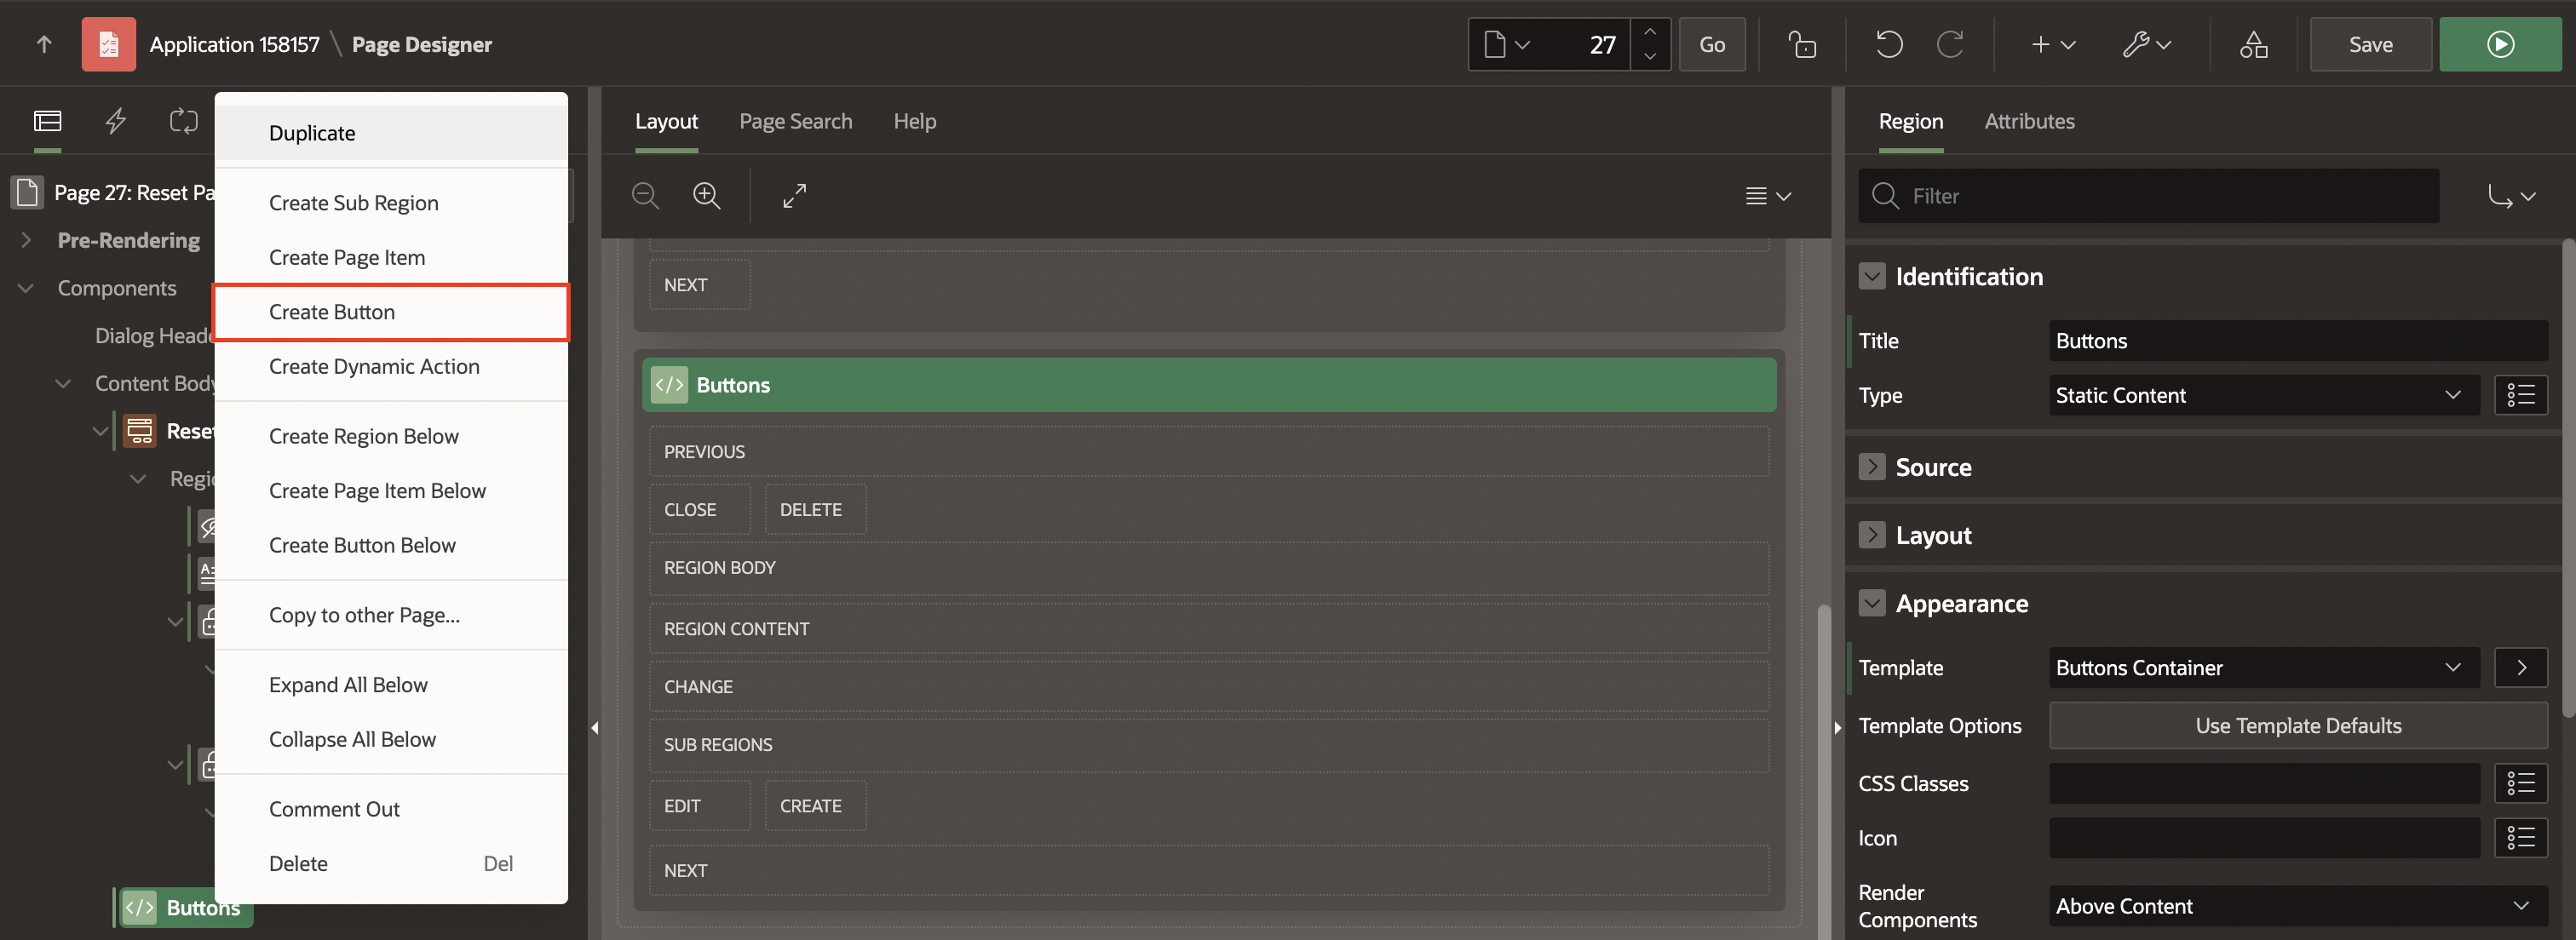 Application 158157 \ Page Designer
27
Go
Save
Page 27: Reset Pa
Pre-Rendering
Components
Dialog Heade
Content Body
Reset
Regio
Buttons
Duplicate
Create Sub Region
Create Page Item
Create Button
Create Dynamic Action
Create Region Below
Create Page Item Below
Create Button Below
Copy to other Page...
Expand All Below
Collapse All Below
Comment Out
Delete Del
Layout Page Search Help
NEXT
Buttons
PREVIOUS
CLOSE DELETE
REGION BODY
REGION CONTENT
CHANGE
SUB REGIONS
EDIT CREATE
NEXT
Region Attributes
Filter
Identification
Title Buttons
Type Static Content
Source
Layout
Appearance
Template Buttons Container
Template Options Use Template Defaults
CSS Classes
Icon
Render
Components Above Content